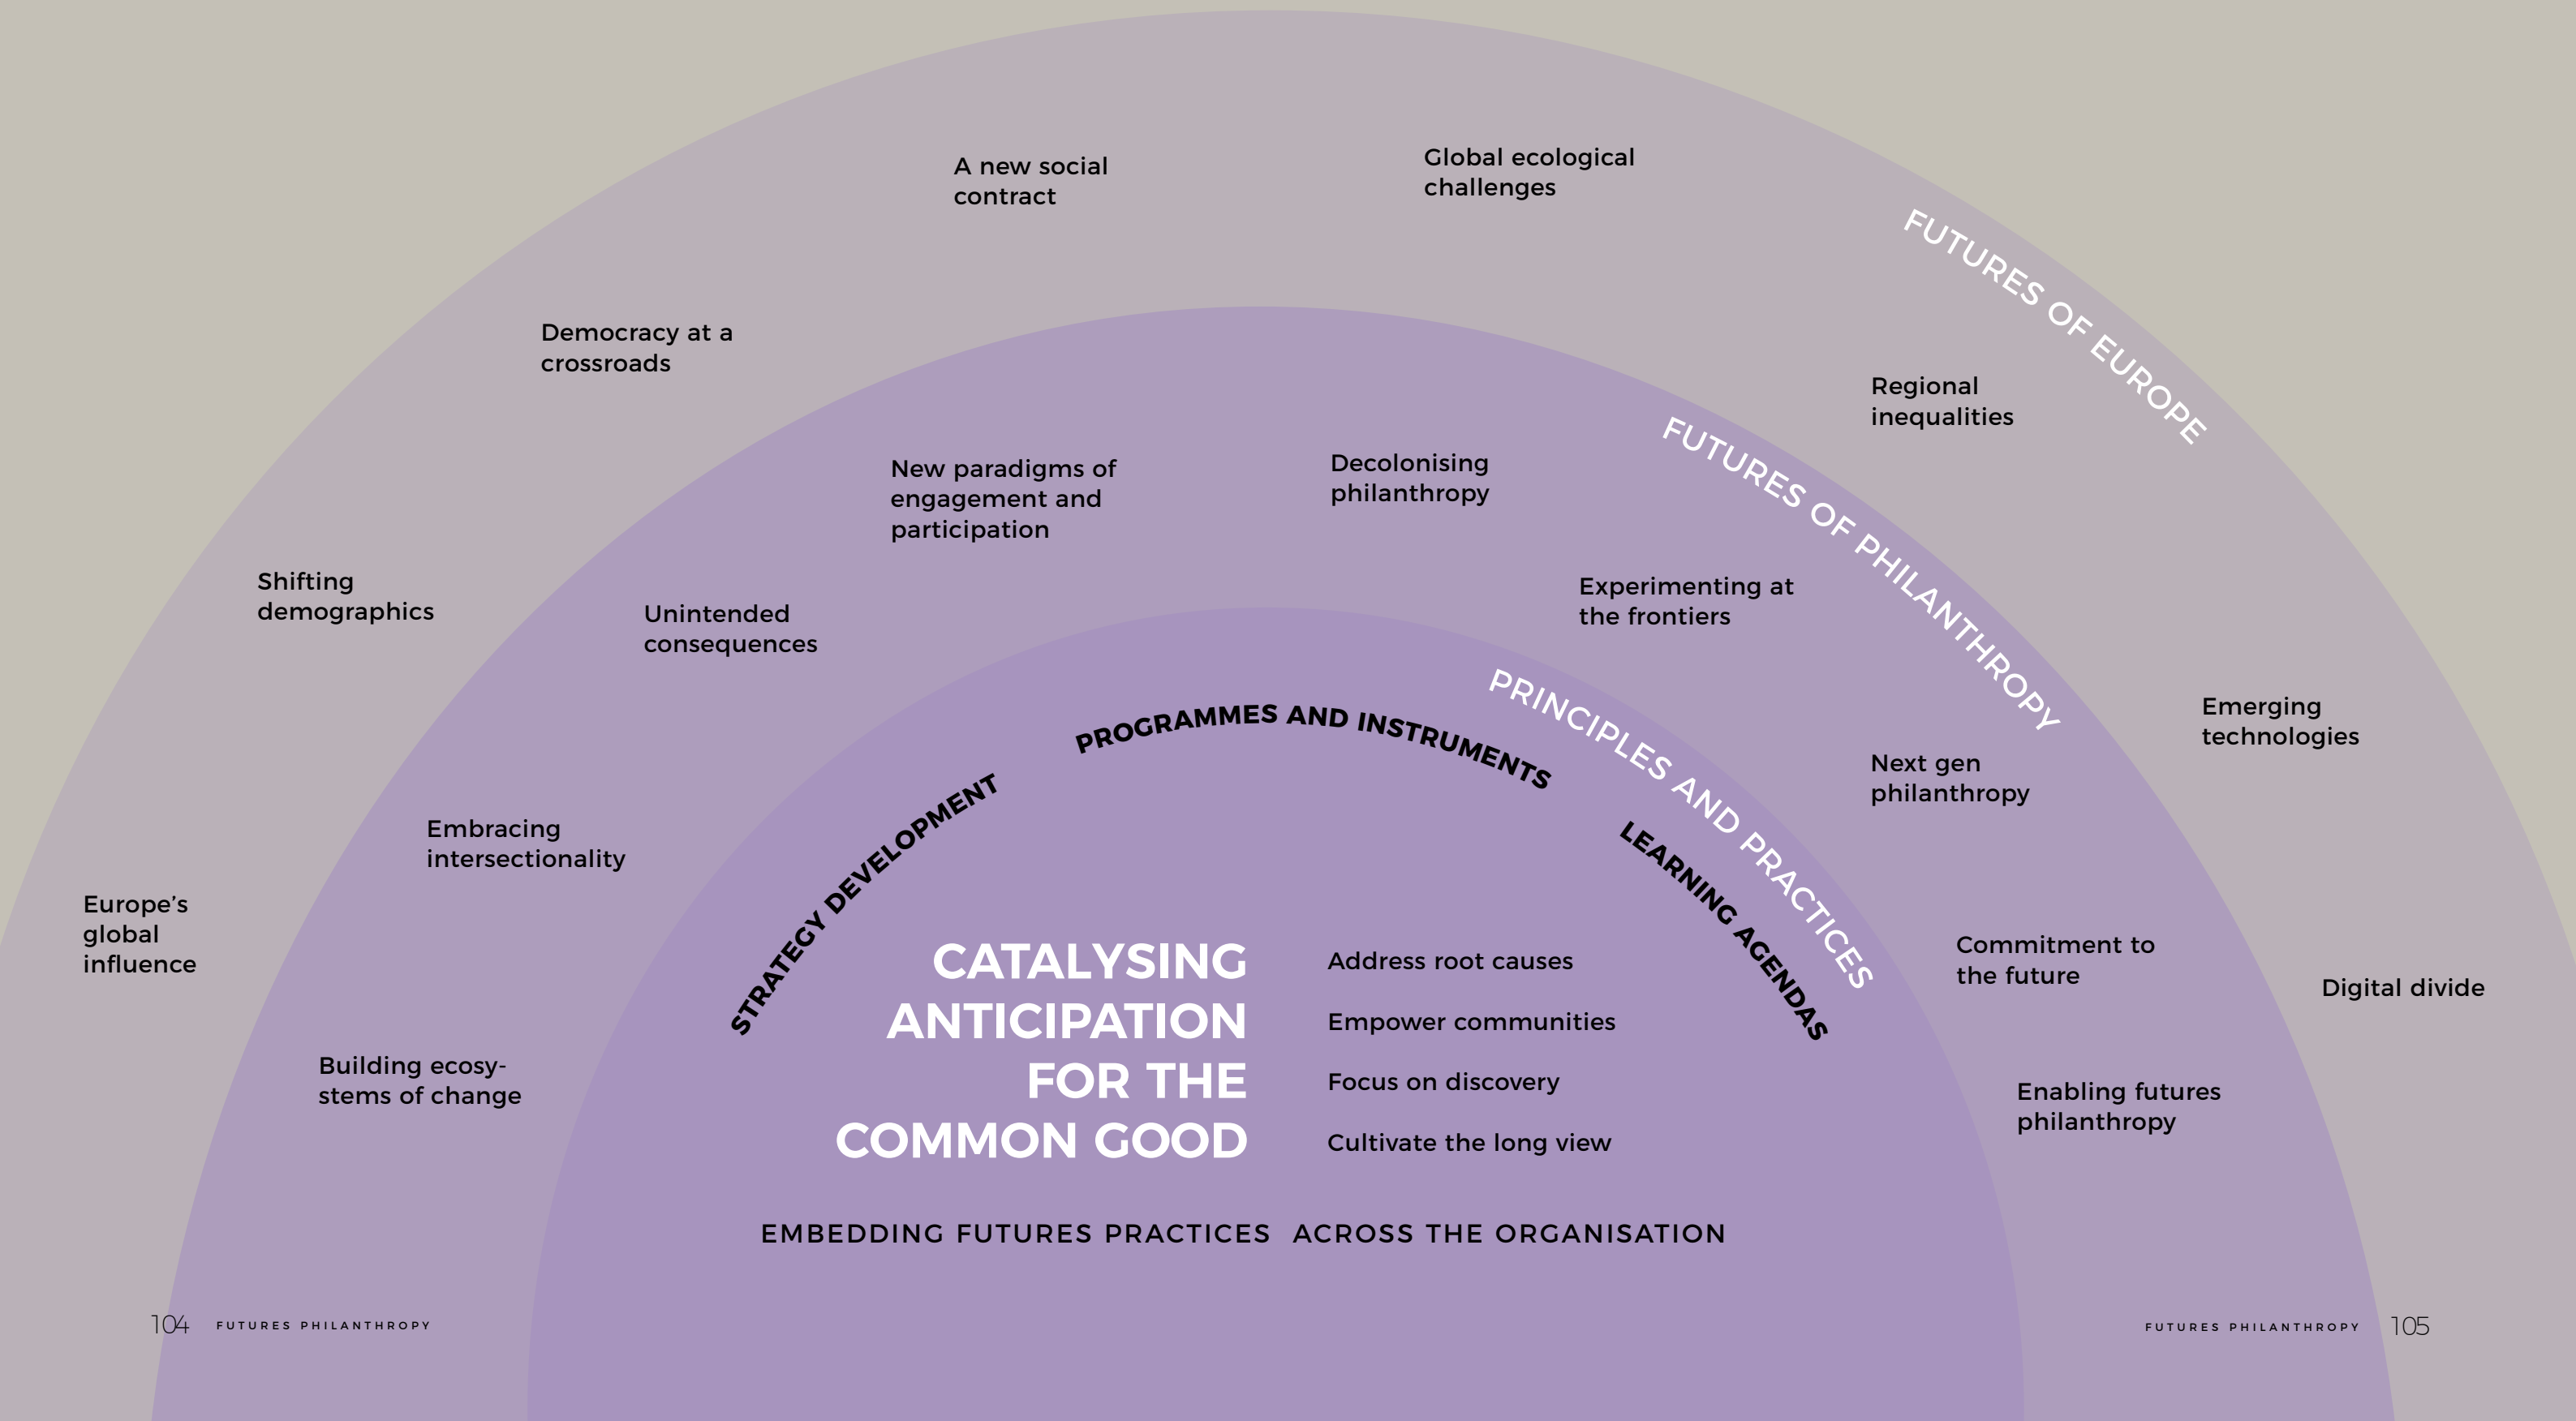 A new social
contract
Global ecological
challenges
FUTURES OF EUROPE
Democracy at a
crossroads
Regional
inequalities
FUTURES OF PHILANTHROPY
New paradigms of
engagement and
participation
Decolonising
philanthropy
Shifting
demographics
Unintended
consequences
Experimenting at
the frontiers
PRINCIPLES AND PRACTICES
Emerging
technologies
PROGRAMMES AND INSTRUMENTS
Next gen
philanthropy
STRATEGY DEVELOPMENT
LEARNING AGENDAS
Embracing
intersectionality
Europe’s
global
influence
Commitment to
the future
Digital divide
CATALYSING
ANTICIPATION
FOR THE
COMMON GOOD
Address root causes
Empower communities
Focus on discovery
Cultivate the long view
Building ecosy-
stems of change
Enabling futures
philanthropy
EMBEDDING FUTURES PRACTICES ACROSS THE ORGANISATION
104 FUTURES PHILANTHROPY
FUTURES PHILANTHROPY 105